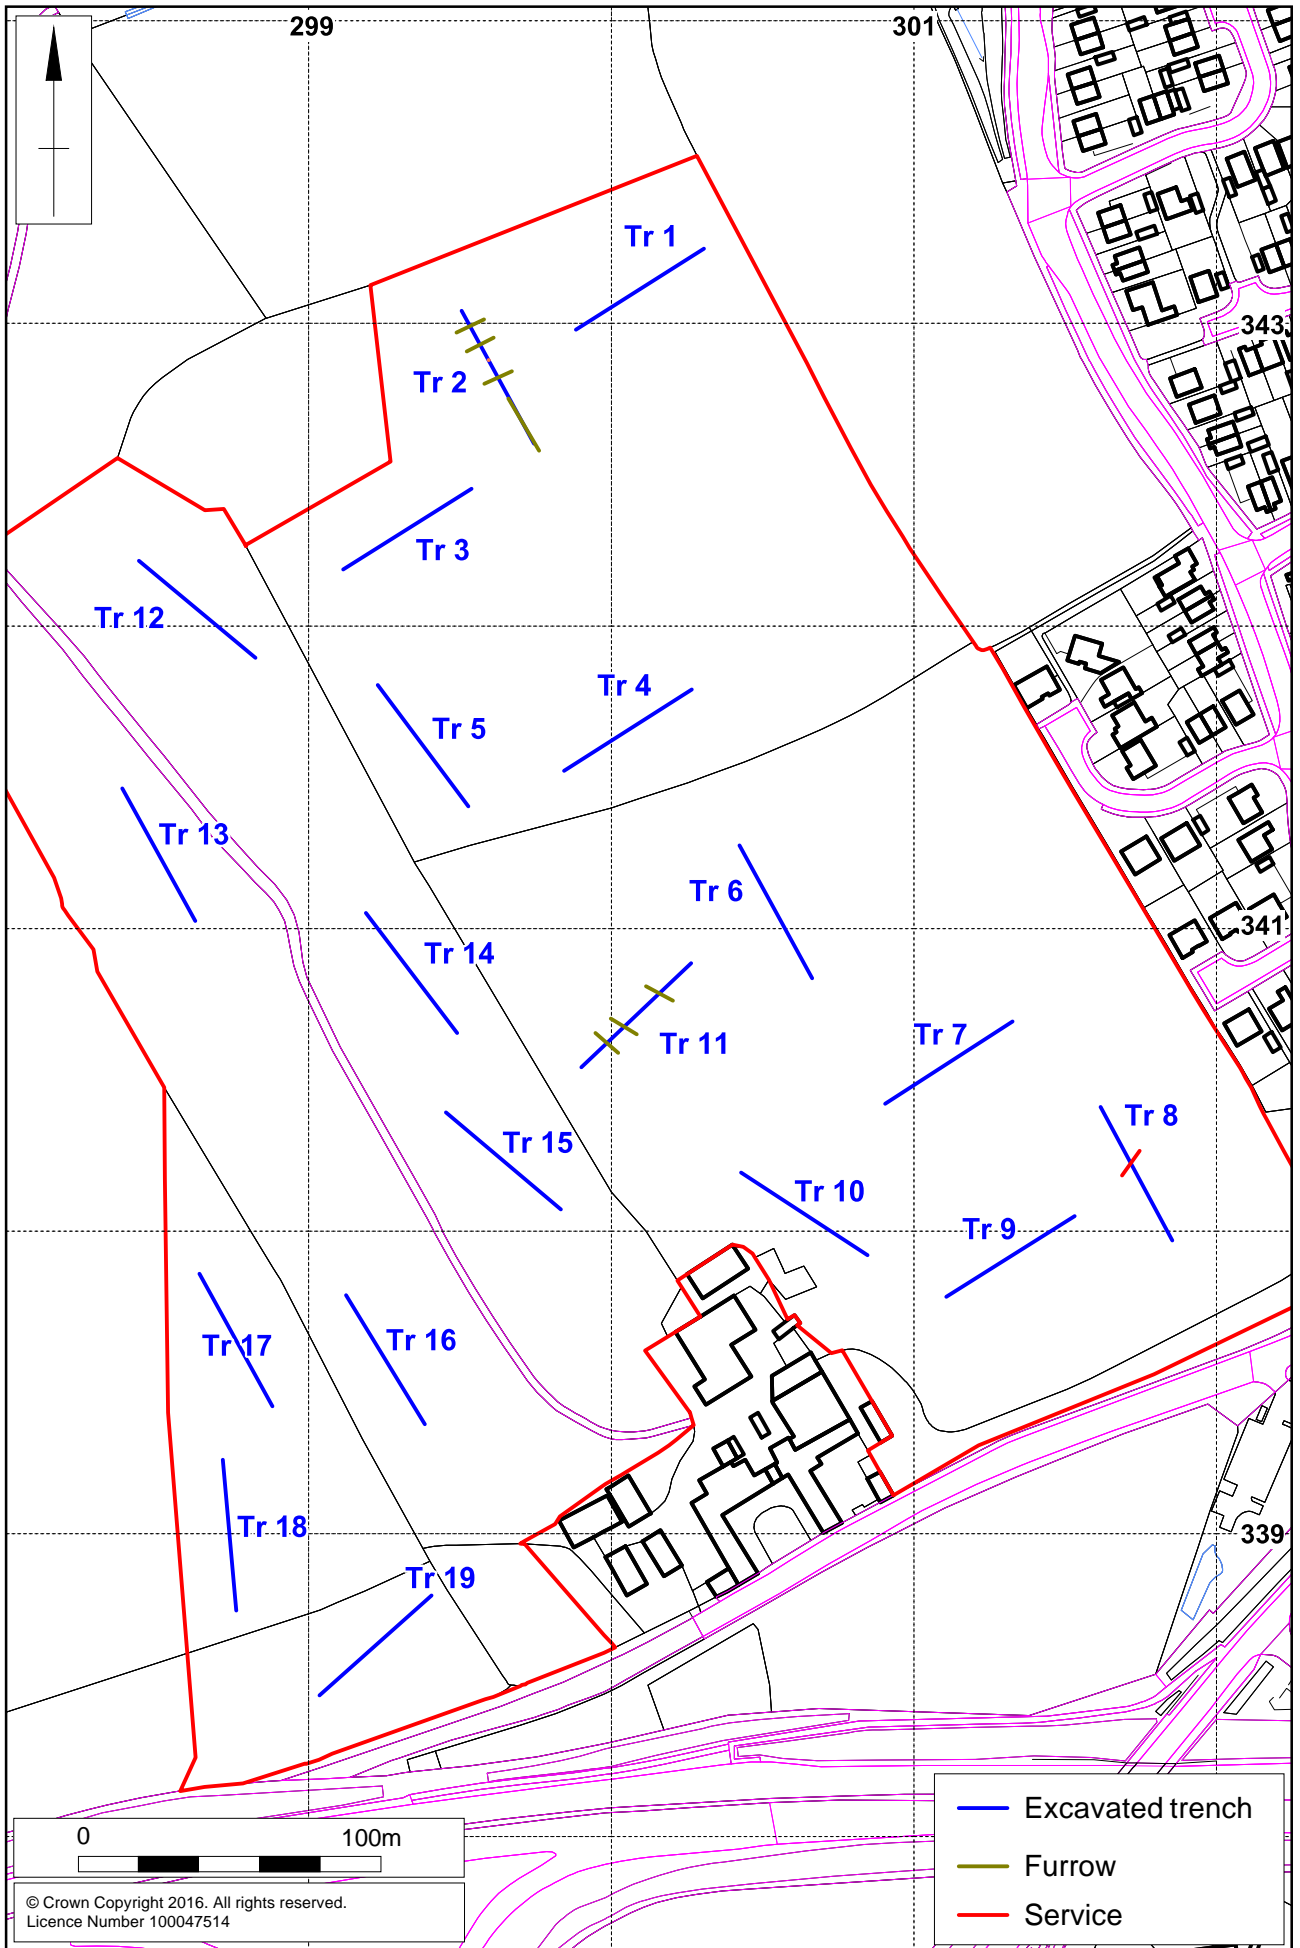 299
301
Tr 1
343
Tr 2
Tr 3
Tr 12
Tr 4
Tr 5
Tr 13
Tr 6
341
Tr 14
Tr 7
Tr 11
Tr 8
Tr 15
Tr 10
Tr 9
Tr 17
Tr 16
Tr 18
339
Tr 19
0 100m
© Crown Copyright 2016. All rights reserved.
Licence Number 100047514
Excavated trench
Furrow
Service